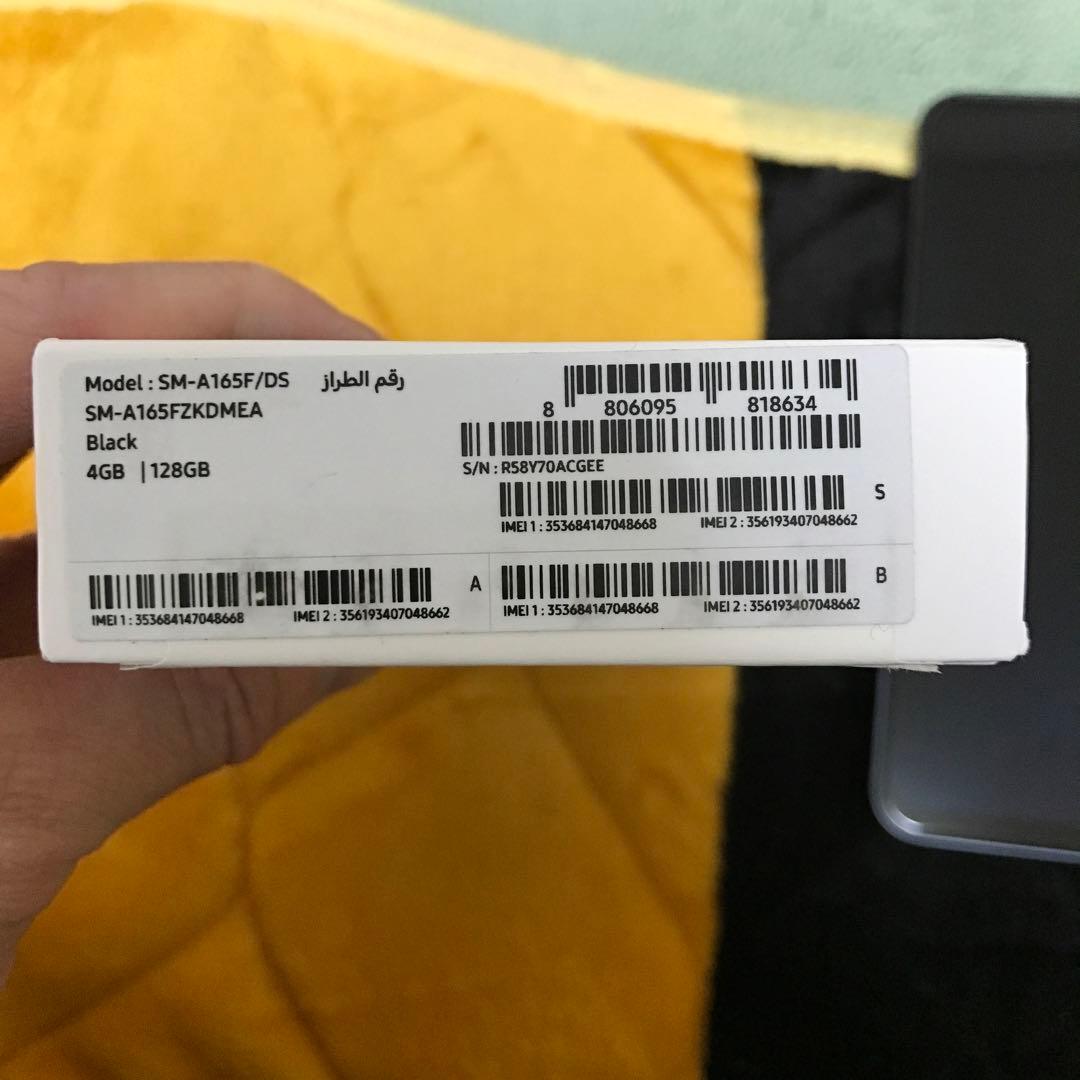 Model : SM-A165F/DS رقم الطراز
SM-A165FZKDMEA
Black
4GB | 128GB
8 806095 818634
S/N : R58Y70ACGEE
S
IMEI 1 : 353684147048668 IMEI 2 : 356193407048662
A
IMEI 1 : 353684147048668 IMEI 2 : 356193407048662
B
IMEI 1 : 353684147048668 IMEI 2 : 356193407048662